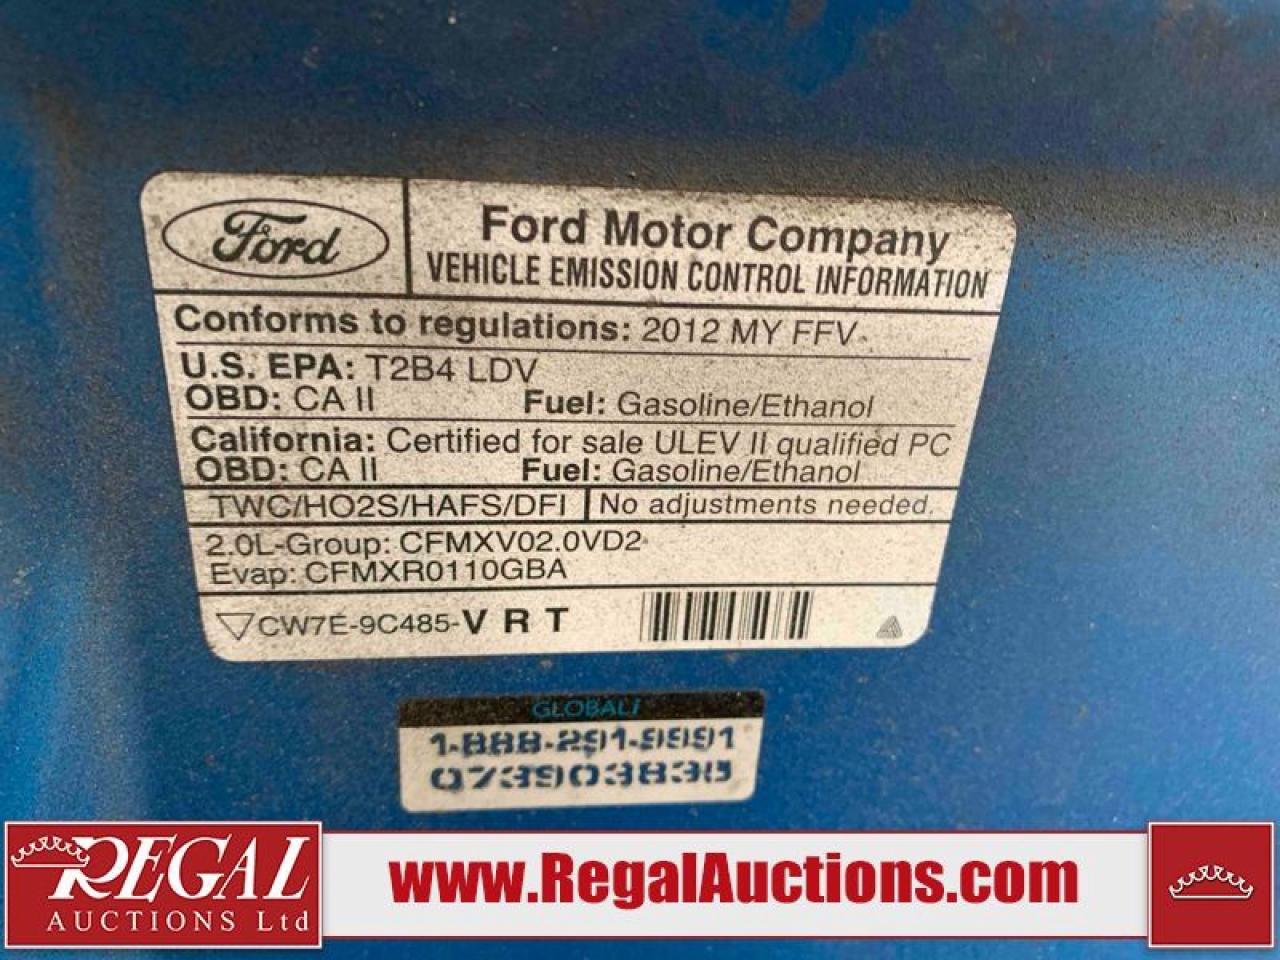 Ford
Ford Motor Company
VEHICLE EMISSION CONTROL INFORMATION
Conforms to regulations: 2012 MY FFV
U.S. EPA: T2B4 LDV
OBD: CA II Fuel: Gasoline/Ethanol
California: Certified for sale ULEV II qualified PC
OBD: CA II Fuel: Gasoline/Ethanol
TWC/HO2S/HAFS/DFI No adjustments needed.
2.0L-Group: CFMXV02.0VD2
Evap: CFMXR0110GBA
CW7E-9C485-V R T
GLOBALi
1-888-291-9991
073903838
REGAL
AUCTIONS Ltd
www.RegalAuctions.com